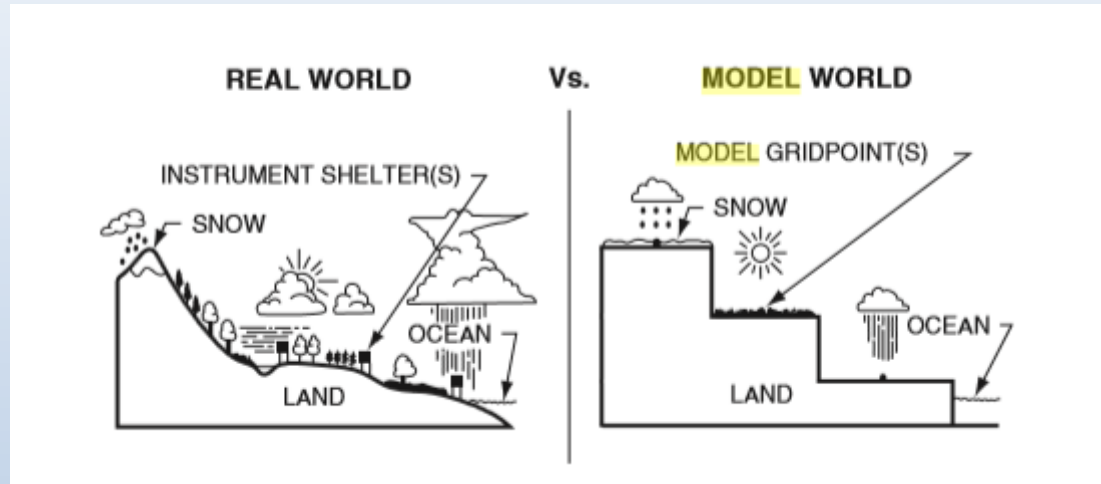 REAL WORLD
Vs.
MODEL WORLD
INSTRUMENT SHELTER(S)
SNOW
OCEAN
LAND
MODEL GRIDPOINT(S)
SNOW
OCEAN
LAND